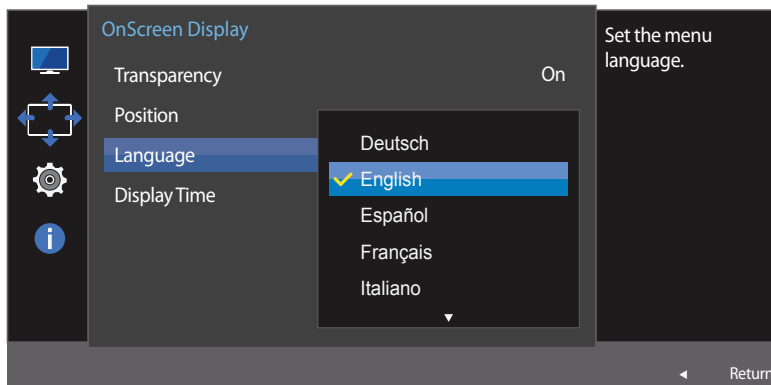 OnScreen Display
Transparency On
Position
Language
Display Time
Deutsch
English
Español
Français
Italiano
Set the menu
language.
Return